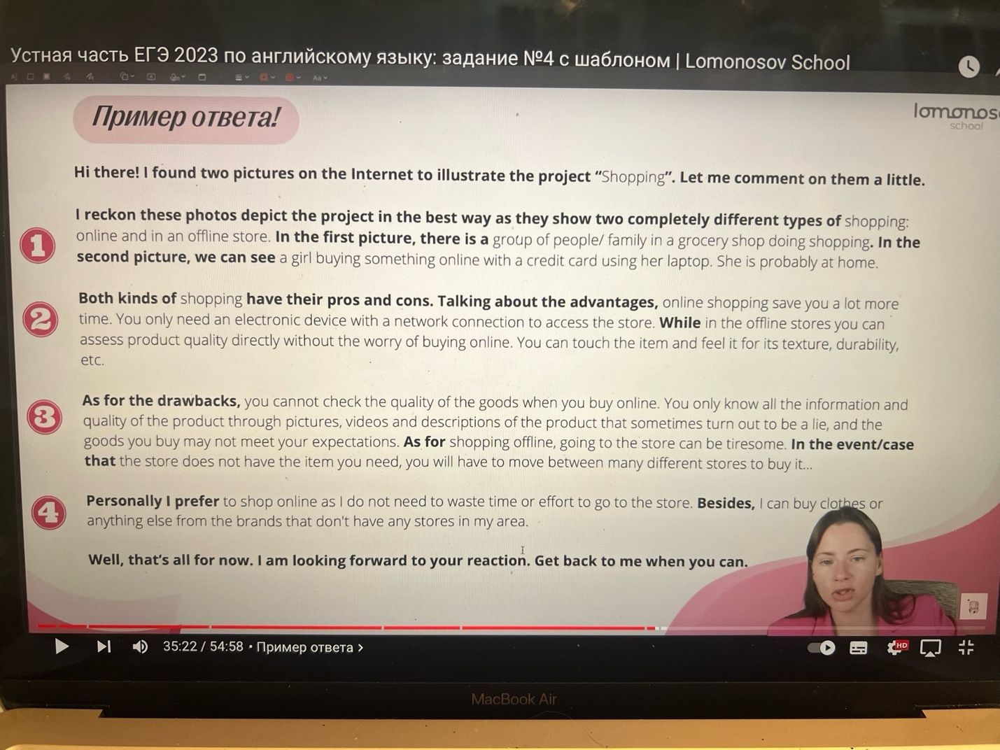 Устная часть ЕГЭ 2023 по английскому языку: задание №4 с шаблоном | Lomonosov School
Aa
Пример ответа!
lomonos
school
Hi there! I found two pictures on the Internet to illustrate the project “Shopping”. Let me comment on them a little.
1
I reckon these photos depict the project in the best way as they show two completely different types of shopping:
online and in an offline store. In the first picture, there is a group of people/ family in a grocery shop doing shopping. In the
second picture, we can see a girl buying something online with a credit card using her laptop. She is probably at home.
2
Both kinds of shopping have their pros and cons. Talking about the advantages, online shopping save you a lot more
time. You only need an electronic device with a network connection to access the store. While in the offline stores you can
assess product quality directly without the worry of buying online. You can touch the item and feel it for its texture, durability,
etc.
3
As for the drawbacks, you cannot check the quality of the goods when you buy online. You only know all the information and
quality of the product through pictures, videos and descriptions of the product that sometimes turn out to be a lie, and the
goods you buy may not meet your expectations. As for shopping offline, going to the store can be tiresome. In the event/case
that the store does not have the item you need, you will have to move between many different stores to buy it...
4
Personally I prefer to shop online as I do not need to waste time or effort to go to the store. Besides, I can buy clothes or
anything else from the brands that don't have any stores in my area.
Well, that’s all for now. I am looking forward to your reaction. Get back to me when you can.
35:22 / 54:58 • Пример ответа ›
HD
MacBook Air